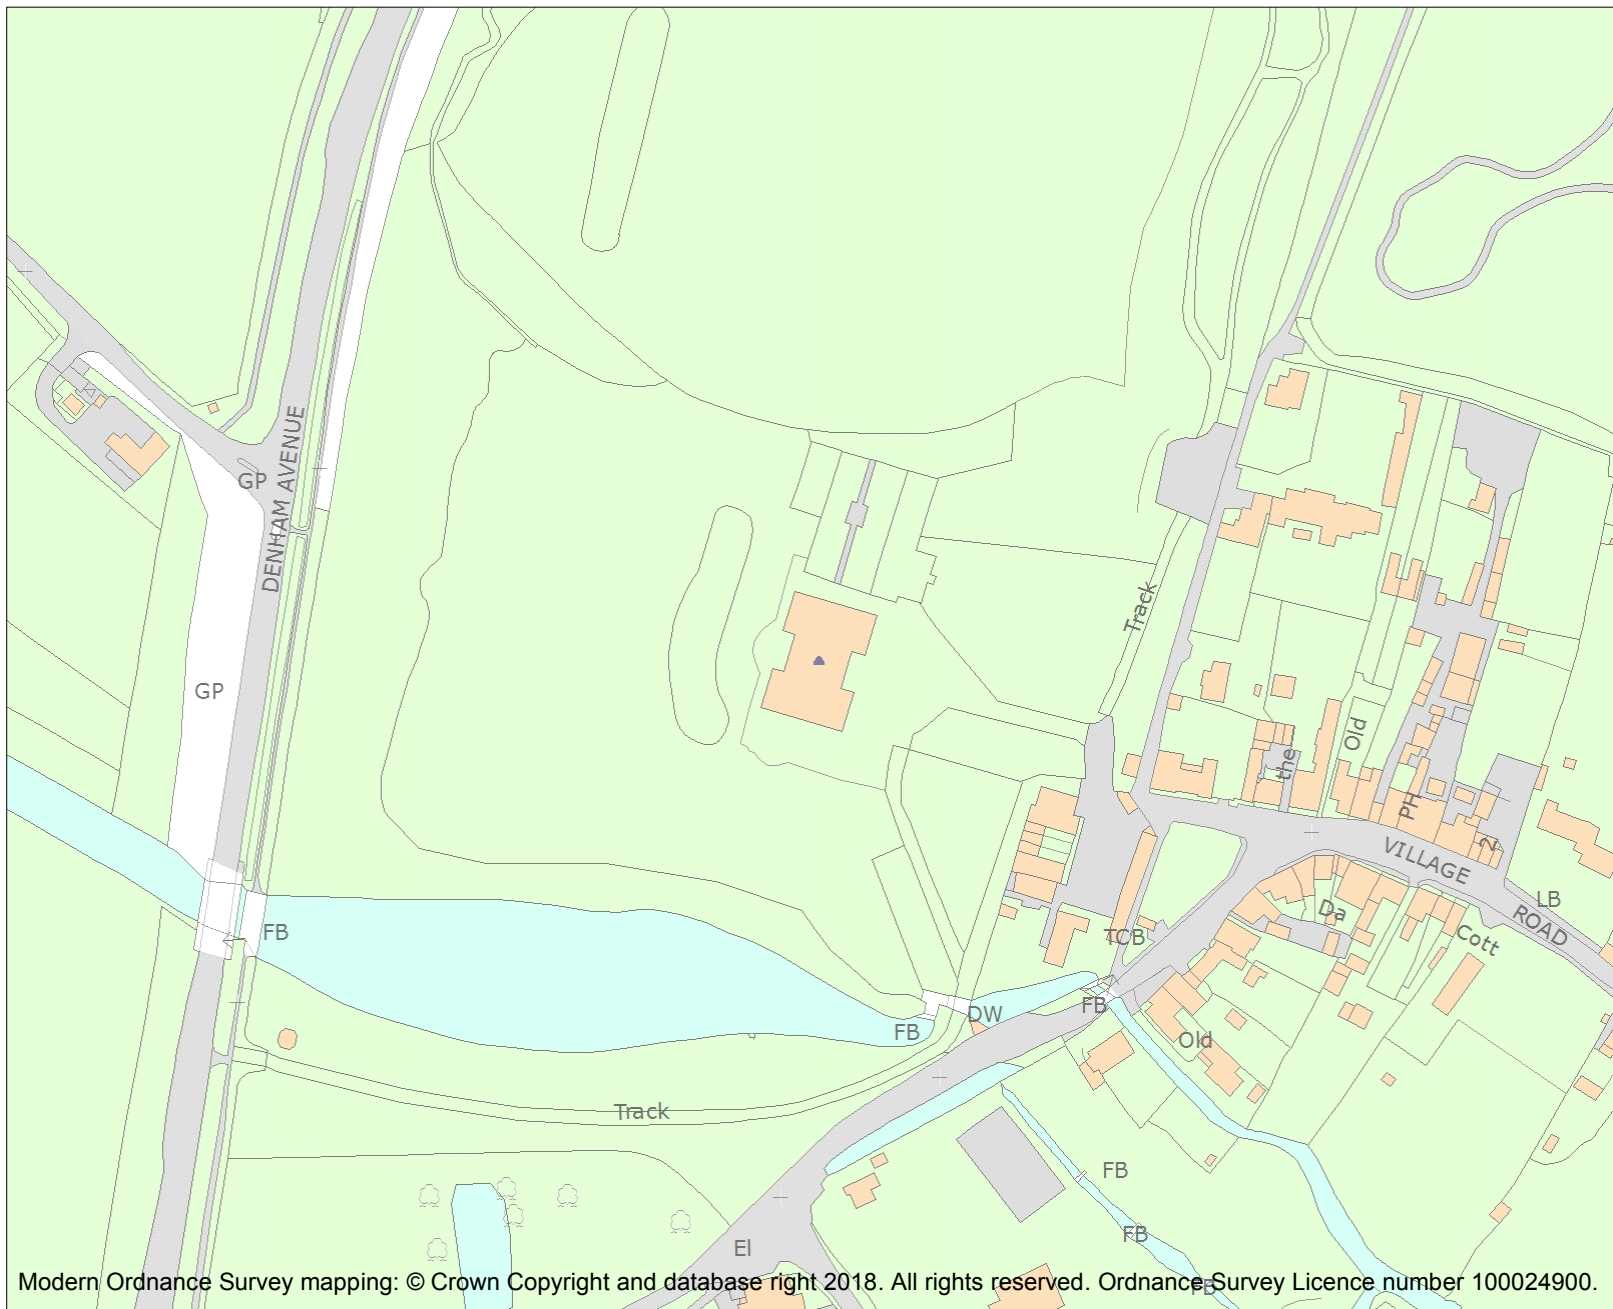 GP
DENHAM AVENUE
GP
Track
Old
the
PH
2
VILLAGE
ROAD
LB
Da
Cott
FB
TCB
FB
DW
FB
Old
Track
FB
FB
El
FB
Modern Ordnance Survey mapping: © Crown Copyright and database right 2018. All rights reserved. Ordnance Survey Licence number 100024900.